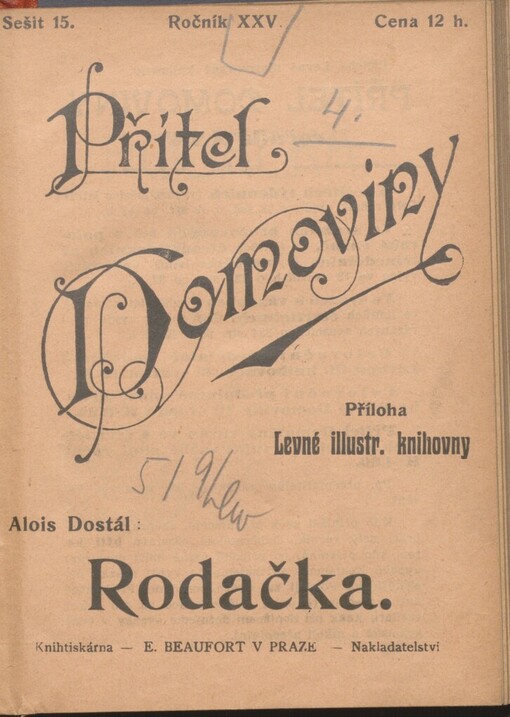 Sešit 15. Ročník XXV. Cena 12 h.
4.
Přítel
Domoviny
Příloha
Levné illustr. knihovny
Alois Dostál:
Rodačka.
Knihtiskárna — E. BEAUFORT V PRAZE — Nakladatelství